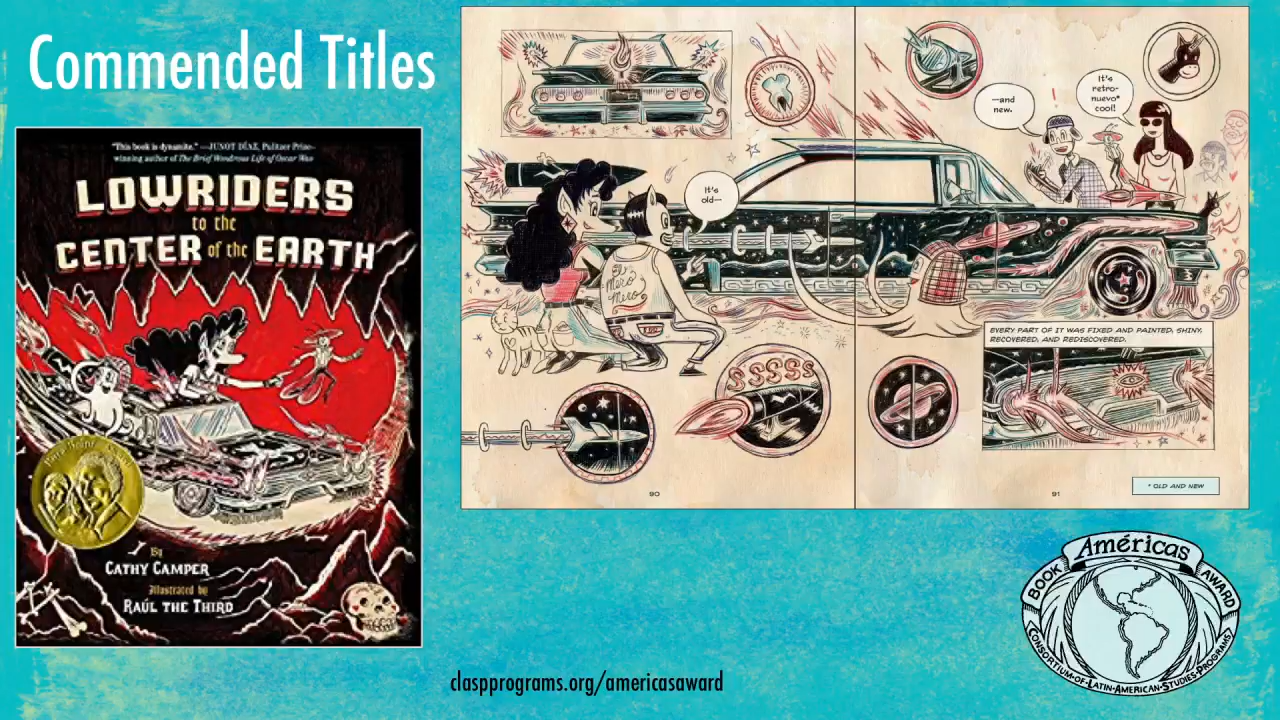 Commended Titles
"This book is dynamite." —JUNOT DÍAZ, Pulitzer Prize–
winning author of The Brief Wondrous Life of Oscar Wao
LOWRIDERS
to the
CENTER of the EARTH
By
CATHY CAMPER
Illustrated by
RAÚL THE THIRD
It's
old—
El
Mero
Mero
—and
new.
It's
retro-
nuevo*
cool!
SSSSS
EVERY PART OF IT WAS FIXED AND PAINTED, SHINY,
RECOVERED, AND REDISCOVERED.
90
91
* OLD AND NEW
Américas
BOOK AWARD
CONSORTIUM·OF·LATIN·AMERICAN·STUDIES·PROGRAMS
claspprograms.org/americasaward